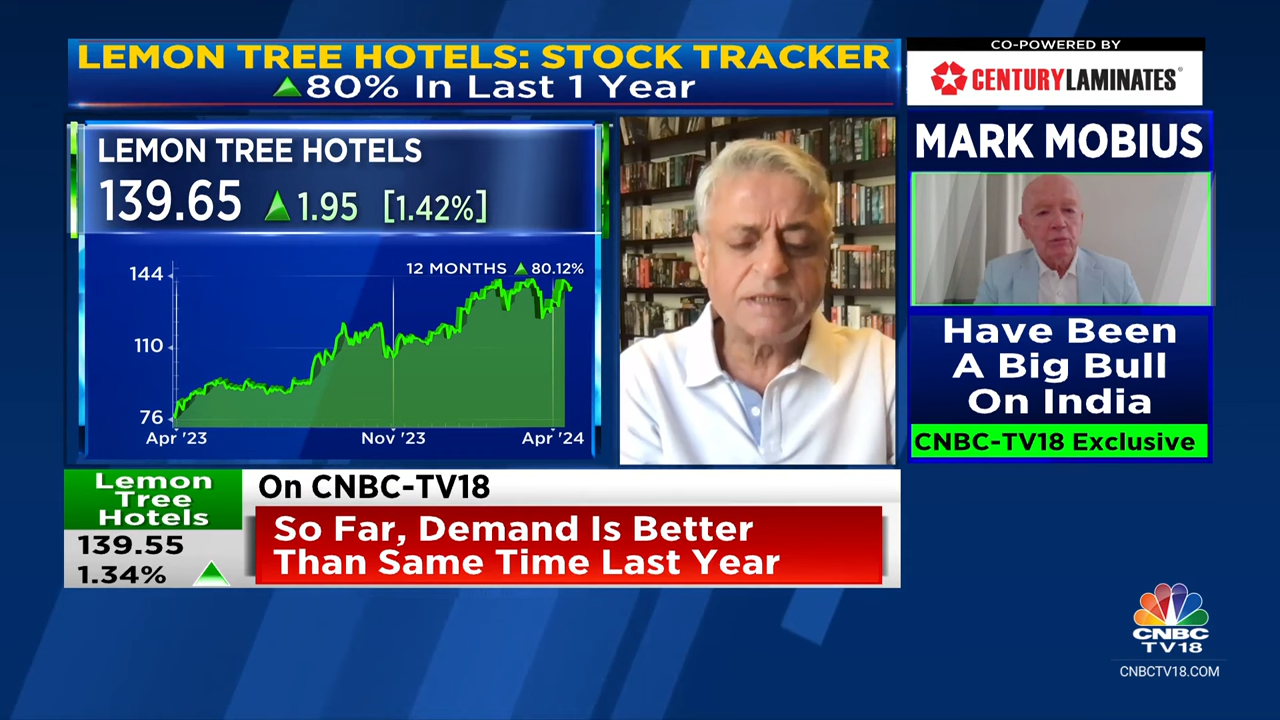 LEMON TREE HOTELS: STOCK TRACKER
▲80% In Last 1 Year
LEMON TREE HOTELS
139.65 ▲1.95 [1.42%]
12 MONTHS ▲80.12%
144
110
76
Apr '23 Nov '23 Apr '24
Lemon
Tree
Hotels
139.55
1.34% ▲
On CNBC-TV18
So Far, Demand Is Better
Than Same Time Last Year
CO-POWERED BY
CENTURYLAMINATES®
MARK MOBIUS
Have Been
A Big Bull
On India
CNBC-TV18 Exclusive
CNBC
TV18
CNBCTV18.COM